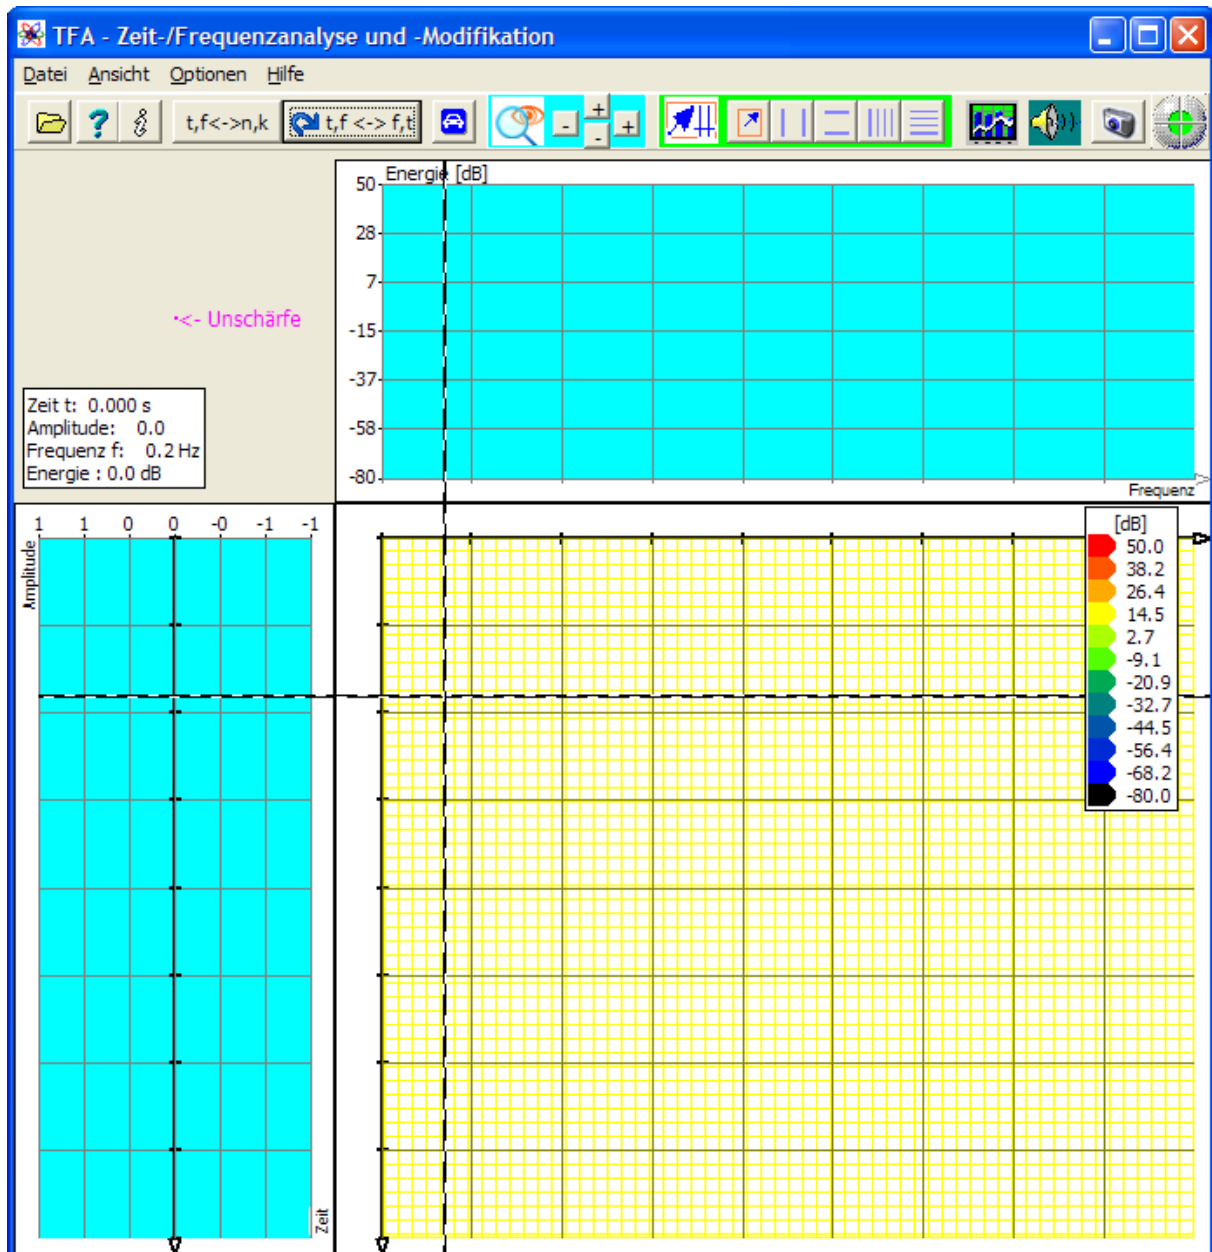 TFA - Zeit-/Frequenzanalyse und -Modifikation
Datei Ansicht Optionen Hilfe
t,f<->n,k
t,f <-> f,t
- + - +
Energie [dB]
50
28
7
-15
-37
-58
-80
Frequenz
<- Unschärfe
Zeit t: 0.000 s
Amplitude: 0.0
Frequenz f: 0.2 Hz
Energie : 0.0 dB
1 1 0 0 -0 -1 -1
Amplitude
Zeit
[dB]
50.0
38.2
26.4
14.5
2.7
-9.1
-20.9
-32.7
-44.5
-56.4
-68.2
-80.0